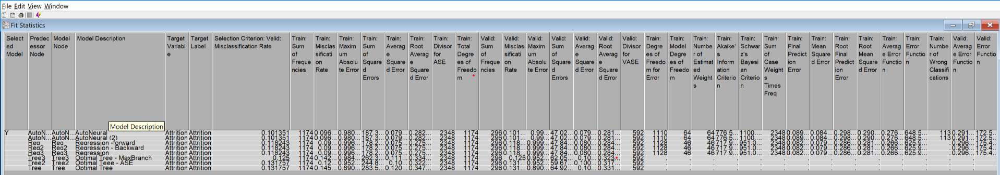 File Edit View Window
Fit Statistics
Selected Model Predecessor Node Model Node Model Description Target Variable Target Label Selection Criterion: Valid: Misclassification Rate Train: Sum of Frequencies Train: Misclassification Rate Train: Maximum Absolute Error Train: Sum of Squared Errors Train: Average Squared Error Train: Root Average Squared Error Train: Divisor for ASE Train: Total Degrees of Freedom Valid: Sum of Frequencies Valid: Misclassification Rate Valid: Maximum Absolute Error Valid: Sum of Squared Errors Valid: Average Squared Error Valid: Root Average Squared Error Valid: Divisor for VASE Train: Degrees of Freedom for Error Train: Model Degrees of Freedom Train: Number of Estimated Weights Train: Akaike's Information Criterion Train: Schwarz's Bayesian Criterion Train: Sum of Case Weights Times Freq Train: Final Prediction Error Train: Mean Squared Error Train: Root Final Prediction Error Train: Root Mean Squared Error Train: Average Error Function Train: Error Function Train: Number of Wrong Classifications Valid: Average Error Function Valid: Error Function
Model Description
Y AutoN... AutoN... AutoNeural Attrition Attrition 0.101351 1174 0.096... 0.980... 187.3... 0.079... 0.282... 2348 1174 296 0.101... 0.99... 47.02... 0.079... 0.281... 592 1110 64 64 776.5... 1100.... 2348 0.089... 0.084... 0.298... 0.290... 0.276... 648.5... 113 0.291... 172.5...
AutoN... AutoN... AutoNeural (2) Attrition Attrition 0.101351 1174 0.096... 0.980... 187.3... 0.079... 0.282... 2348 1174 296 0.101... 0.99... 47.02... 0.079... 0.281... 592 1110 64 64 776.5... 1100.... 2348 0.089... 0.084... 0.298... 0.290... 0.276... 648.5... 113 0.291... 172.5...
Reg Reg Regression -forward Attrition Attrition 0.118243 1174 0.09... 0.996... 178.2... 0.075... 0.275... 2348 1174 296 0.118... 0.999... 47.84... 0.080... 0.284... 592 1128 46 46 717.9... 951.0... 2348 0.082... 0.079... 0.286... 0.281... 0.266... 625.9... . 0.296... 175.4...
Reg2 Reg2 Regression - Backward Attrition Attrition 0.118243 1174 0.09... 0.996... 178.2... 0.075... 0.275... 2348 1174 296 0.118... 0.999... 47.84... 0.080... 0.284... 592 1128 46 46 717.9... 951.0... 2348 0.082... 0.079... 0.286... 0.281... 0.266... 625.9... . 0.296... 175.4...
Reg3 Reg3 Regression Attrition Attrition 0.118243 1174 0.09... 0.996... 178.2... 0.075... 0.275... 2348 1174 296 0.118... 0.999... 47.84... 0.080... 0.284... 592 1128 46 46 717.9... 951.0... 2348 0.082... 0.079... 0.286... 0.281... 0.266... 625.9... . 0.296... 175.4...
Tree3 Tree3 Optimal Tree - MaxBranch Attrition Attrition 0.125 1174 0.142... 0.984... 262.3... 0.111... 0.334... 2348 1174 296 0.125 0.952... 62.05... 0.10... 0.323... 592
Tree2 Tree2 Optimal Teee - ASE Attrition Attrition 0.131757 1174 0.12... 0.952... 244.8... 0.10... 0.322... 2348 1174 296 0.131... 0.952... 59.67... 0.100... 0.317... 592
Tree Tree Optimal Tree Attrition Attrition 0.131757 1174 0.145... 0.890... 283.5... 0.120... 0.347... 2348 1174 296 0.131... 0.890... 64.92... 0.10... 0.331... 592